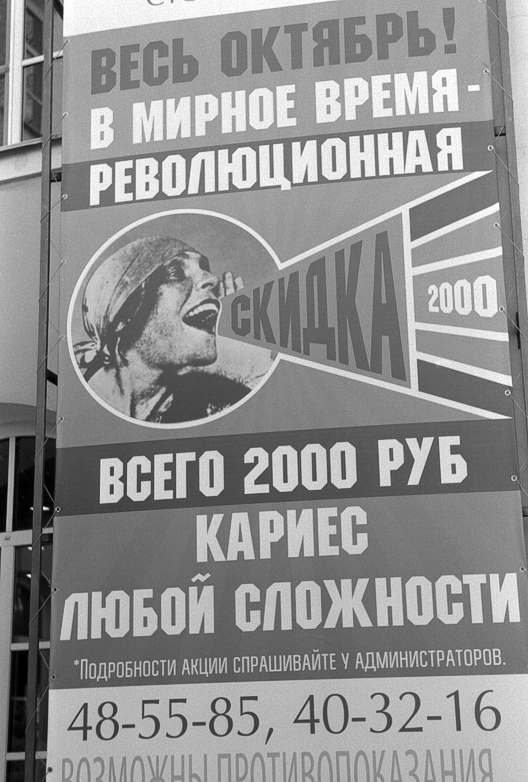 ВЕСЬ ОКТЯБРЬ!
В МИРНОЕ ВРЕМЯ -
РЕВОЛЮЦИОННАЯ
СКИДКА
2000
ВСЕГО 2000 РУБ
КАРИЕС
ЛЮБОЙ СЛОЖНОСТИ
*Подробности акции спрашивайте у администраторов.
48-55-85, 40-32-16
ВОЗМОЖНЫ ПРОТИВОПОКАЗАНИЯ